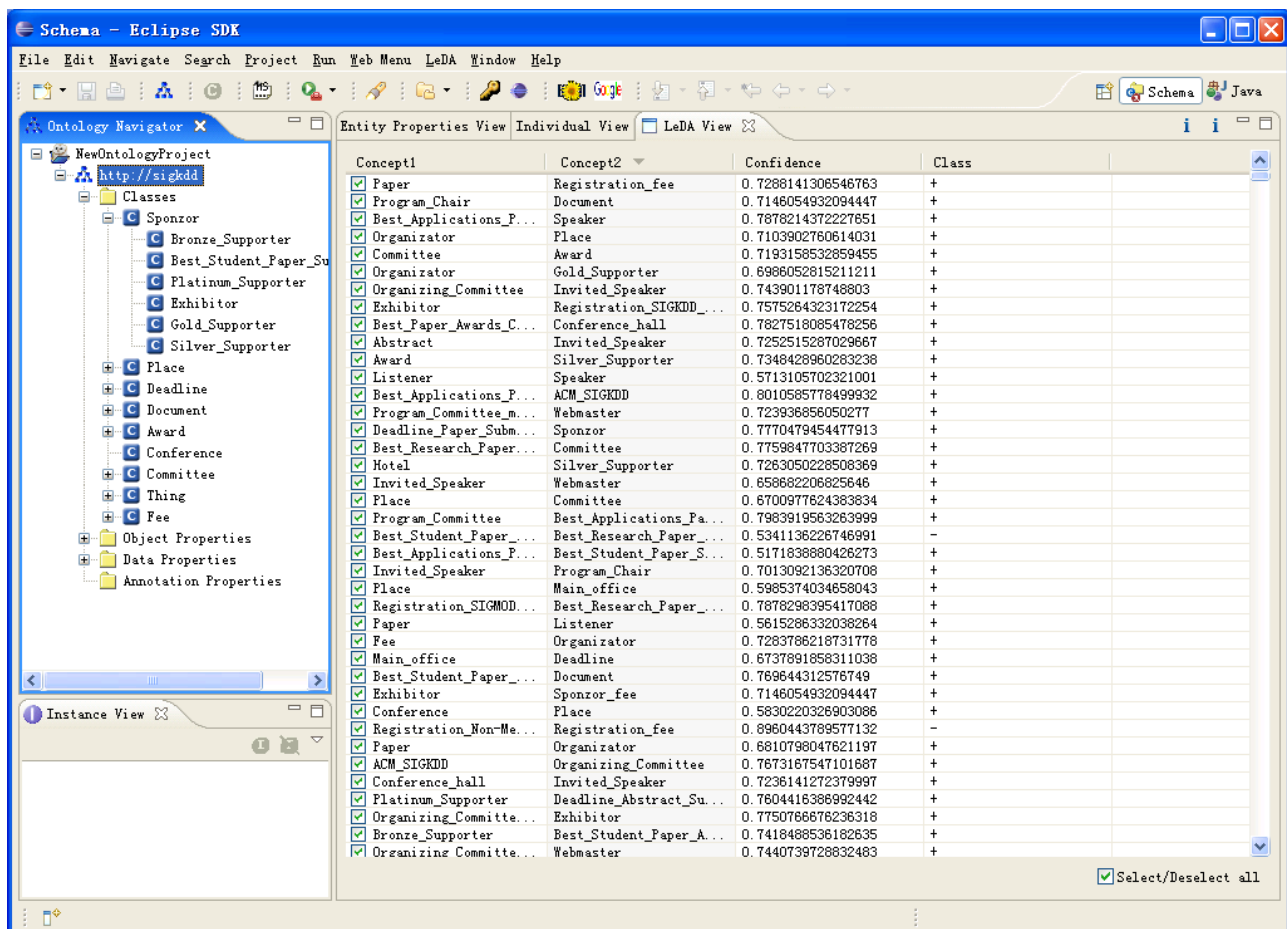 Schema - Eclipse SDK
File Edit Navigate Search Project Run Web Menu LeDA Window Help
Schema Java
Ontology Navigator
NewOntologyProject
http://sigkdd
Classes
Sponzor
Bronze_Supporter
Best_Student_Paper_Su
Platinum_Supporter
Exhibitor
Gold_Supporter
Silver_Supporter
Place
Deadline
Document
Award
Conference
Committee
Thing
Fee
Object Properties
Data Properties
Annotation Properties
Instance View
Entity Properties View Individual View LeDA View
Concept1 Concept2 Confidence Class
Paper Registration_fee 0.7288141306546763 +
Program_Chair Document 0.7146054932094447 +
Best_Applications_P... Speaker 0.7878214372227651 +
Organizator Place 0.7103902760614031 +
Committee Award 0.7193158532859455 +
Organizator Gold_Supporter 0.6986052815211211 +
Organizing_Committee Invited_Speaker 0.743901178748803 +
Exhibitor Registration_SIGKDD_... 0.7575264323172254 +
Best_Paper_Awards_C... Conference_hall 0.7827518085478256 +
Abstract Invited_Speaker 0.7252515287029667 +
Award Silver_Supporter 0.7348428960283238 +
Listener Speaker 0.5713105702321001 +
Best_Applications_P... ACM_SIGKDD 0.8010585778499932 +
Program_Committee_m... Webmaster 0.723936856050277 +
Deadline_Paper_Subm... Sponzor 0.7770479454477913 +
Best_Research_Paper... Committee 0.7759847703387269 +
Hotel Silver_Supporter 0.7263050228508369 +
Invited_Speaker Webmaster 0.658682206825646 +
Place Committee 0.6700977624383834 +
Program_Committee Best_Applications_Pa... 0.7983919563263999 +
Best_Student_Paper_... Best_Research_Paper_... 0.5341136226746991 -
Best_Applications_P... Best_Student_Paper_S... 0.5171838880426273 +
Invited_Speaker Program_Chair 0.7013092136320708 +
Place Main_office 0.5985374034658043 +
Registration_SIGMOD... Best_Research_Paper_... 0.7878298395417088 +
Paper Listener 0.5615286332038264 +
Fee Organizator 0.7283786218731778 +
Main_office Deadline 0.6737891858311038 +
Best_Student_Paper_... Document 0.769644312576749 +
Exhibitor Sponzor_fee 0.7146054932094447 +
Conference Place 0.5830220326903086 +
Registration_Non-Me... Registration_fee 0.8960443789577132 -
Paper Organizator 0.6810798047621197 +
ACM_SIGKDD Organizing_Committee 0.7673167547101687 +
Conference_hall Invited_Speaker 0.7236141272379997 +
Platinum_Supporter Deadline_Abstract_Su... 0.7604416386992442 +
Organizing_Committe... Exhibitor 0.7750766676236318 +
Bronze_Supporter Best_Student_Paper_A... 0.7418488536182635 +
Organizing_Committe... Webmaster 0.7440739728832483 +
Select/Deselect all